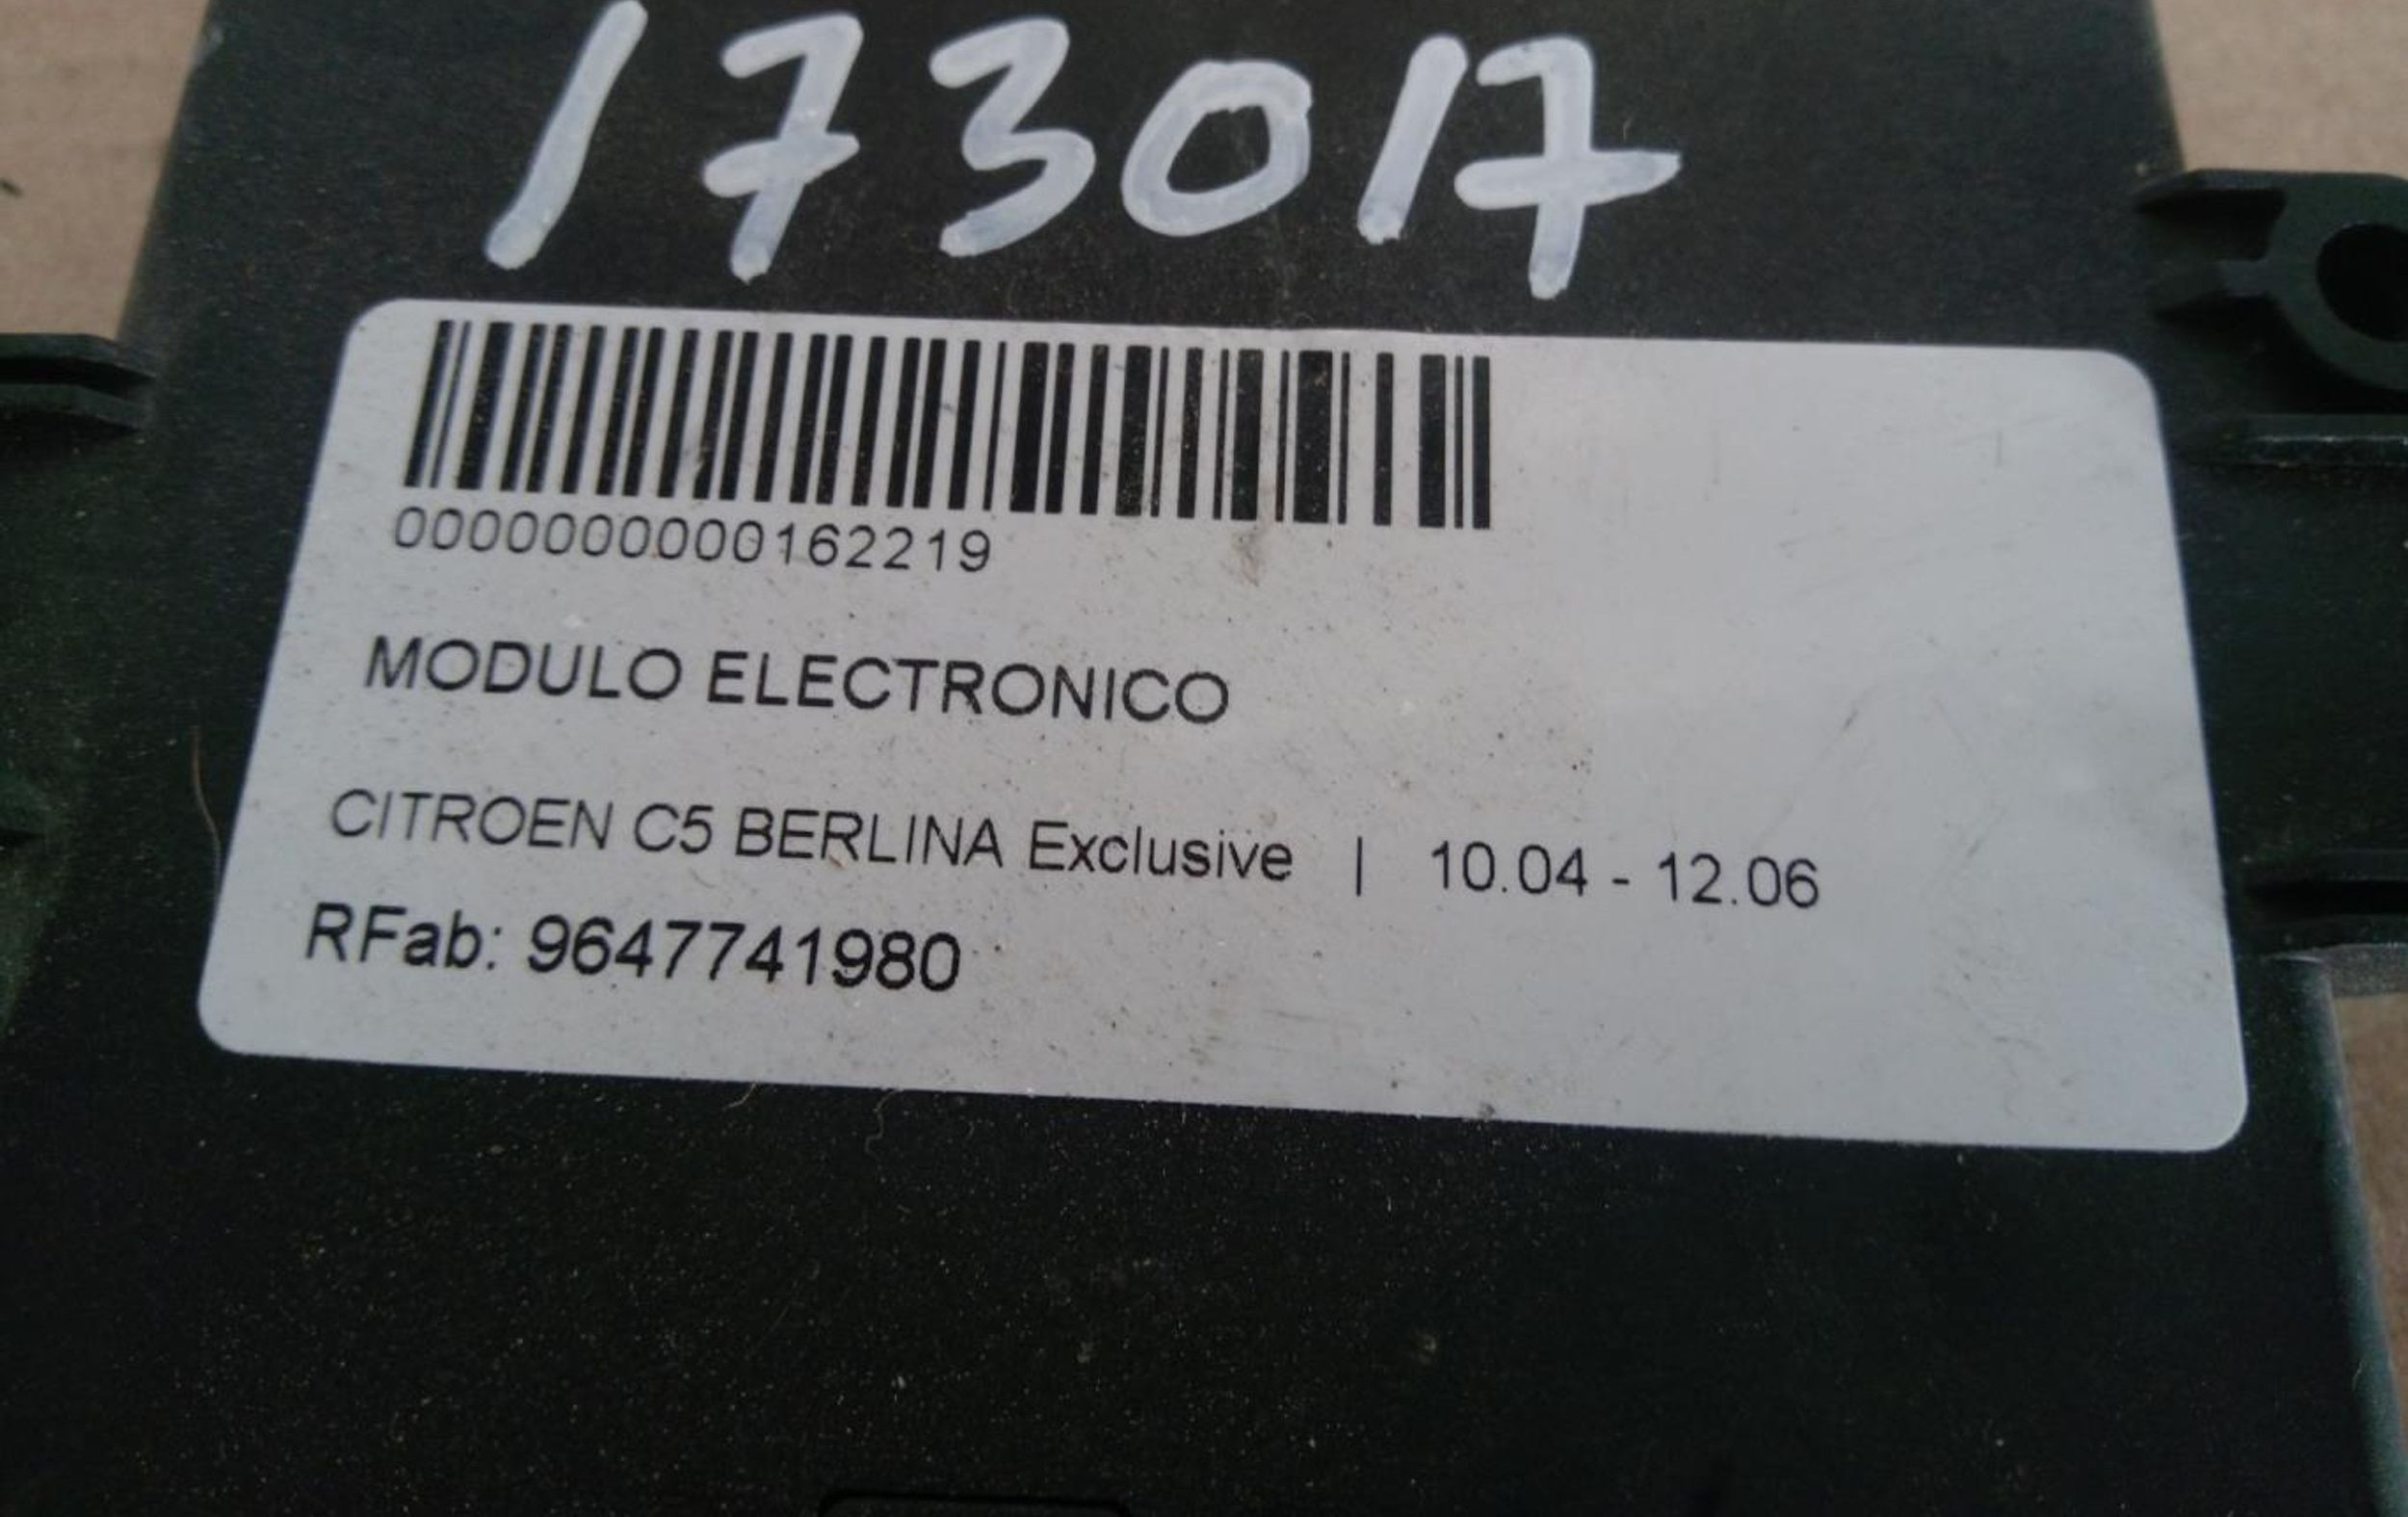 173017
0000000000162219
MODULO ELECTRONICO
CITROEN C5 BERLINA Exclusive | 10.04 - 12.06
RFab: 9647741980